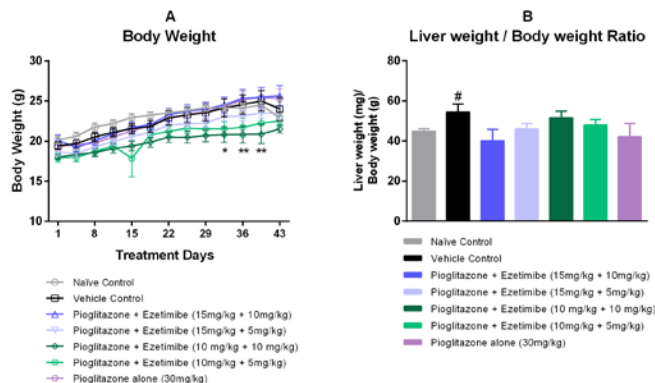 A
Body Weight
Body Weight (g)
30
25
20
15
10
1
8
15
22
29
36
43
*
**
**
Treatment Days
Naïve Control
Vehicle Control
Pioglitazone + Ezetimibe (15mg/kg + 10mg/kg)
Pioglitazone + Ezetimibe (15mg/kg + 5mg/kg)
Pioglitazone + Ezetimibe (10 mg/kg + 10 mg/kg)
Pioglitazone + Ezetimibe (10mg/kg + 5mg/kg)
Pioglitazone alone (30mg/kg)
B
Liver weight / Body weight Ratio
Liver weight (mg)/
Body weight (g)
80
60
40
20
0
#
Naïve Control
Vehicle Control
Pioglitazone + Ezetimibe (15mg/kg + 10mg/kg)
Pioglitazone + Ezetimibe (15mg/kg + 5mg/kg)
Pioglitazone + Ezetimibe (10 mg/kg + 10 mg/kg)
Pioglitazone + Ezetimibe (10mg/kg + 5mg/kg)
Pioglitazone alone (30mg/kg)